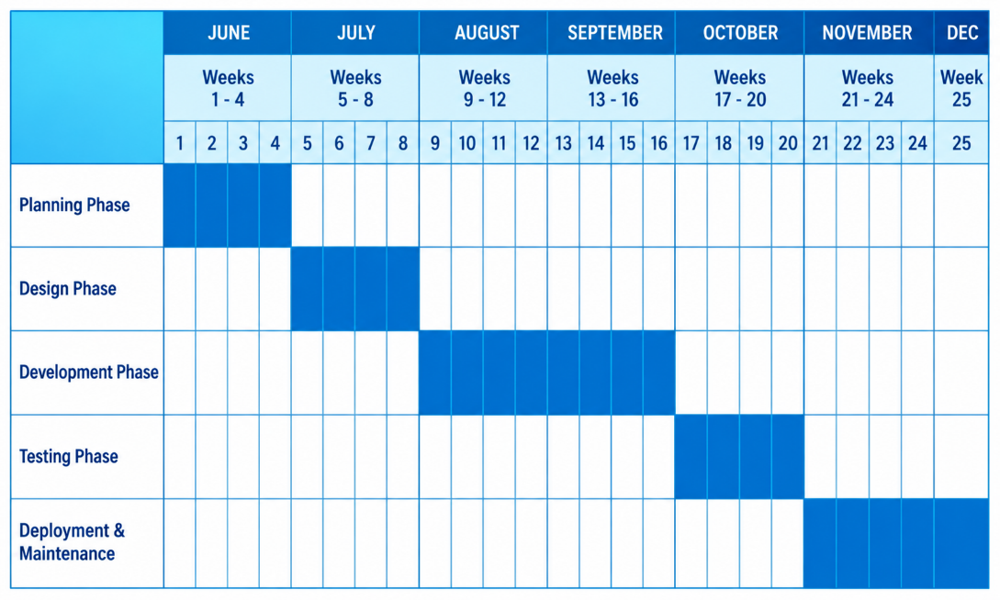 JUNE JULY AUGUST SEPTEMBER OCTOBER NOVEMBER DEC
Weeks Weeks Weeks Weeks Weeks Weeks Week
1 - 4 5 - 8 9 - 12 13 - 16 17 - 20 21 - 24 25
1 2 3 4 5 6 7 8 9 10 11 12 13 14 15 16 17 18 19 20 21 22 23 24 25
Planning Phase
Design Phase
Development Phase
Testing Phase
Deployment &
Maintenance